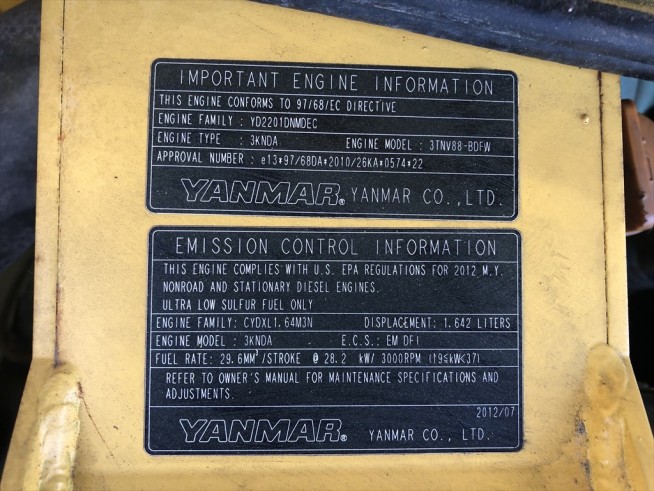 IMPORTANT ENGINE INFORMATION
THIS ENGINE CONFORMS TO 97/68/EC DIRECTIVE
ENGINE FAMILY : YD2201DNMDEC
ENGINE TYPE : 3KNDA ENGINE MODEL : 3TNV88-BDFW
APPROVAL NUMBER : e13*97/68DA*2010/26KA*0574*22
YANMAR® YANMAR CO.,LTD.
EMISSION CONTROL INFORMATION
THIS ENGINE COMPLIES WITH U.S. EPA REGULATIONS FOR 2012 M.Y.
NONROAD AND STATIONARY DIESEL ENGINES.
ULTRA LOW SULFUR FUEL ONLY
ENGINE FAMILY: CYDXL1.64M3N DISPLACEMENT: 1.642 LITERS
ENGINE MODEL : 3KNDA E.C.S.: EM DFI
FUEL RATE: 29.6MM³/STROKE @ 28.2 kW/ 3000RPM (19≤kW<37)
REFER TO OWNER'S MANUAL FOR MAINTENANCE SPECIFICATIONS AND
ADJUSTMENTS.
2012/07
YANMAR® YANMAR CO., LTD.